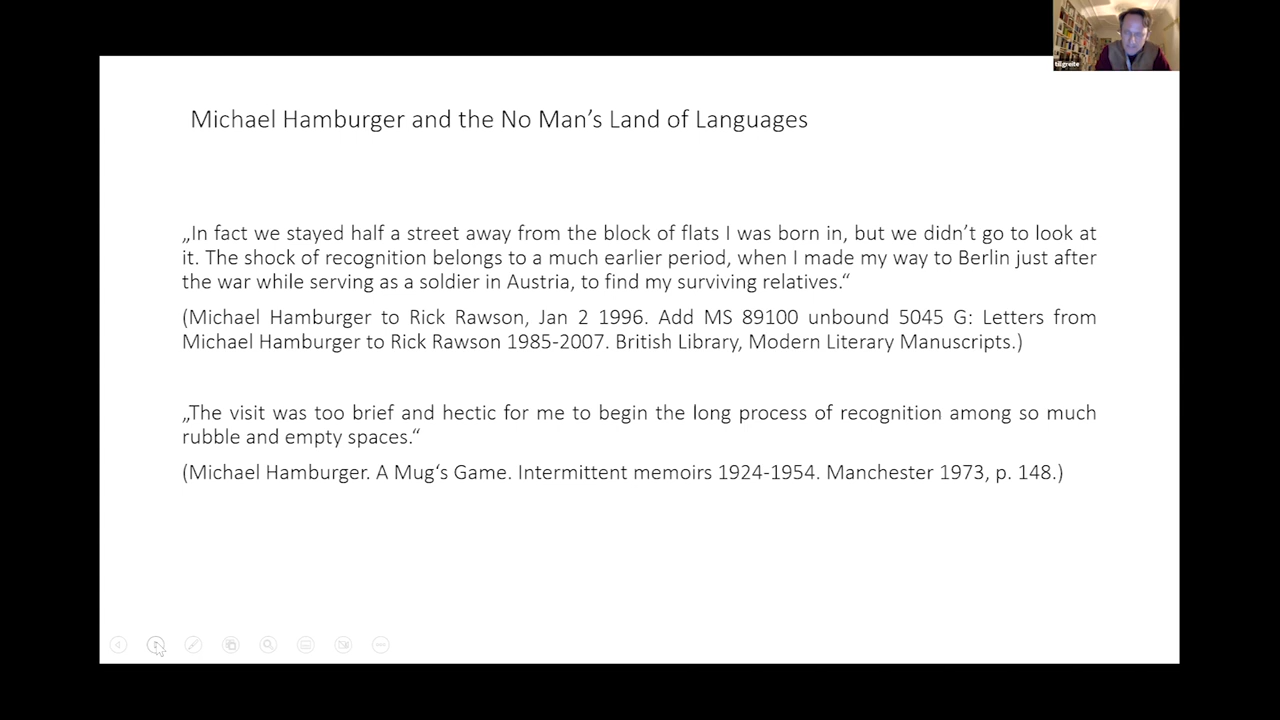 tillgreite
Michael Hamburger and the No Man’s Land of Languages
„In fact we stayed half a street away from the block of flats I was born in, but we didn’t go to look at
it. The shock of recognition belongs to a much earlier period, when I made my way to Berlin just after
the war while serving as a soldier in Austria, to find my surviving relatives.“
(Michael Hamburger to Rick Rawson, Jan 2 1996. Add MS 89100 unbound 5045 G: Letters from
Michael Hamburger to Rick Rawson 1985-2007. British Library, Modern Literary Manuscripts.)
„The visit was too brief and hectic for me to begin the long process of recognition among so much
rubble and empty spaces.“
(Michael Hamburger. A Mug‘s Game. Intermittent memoirs 1924-1954. Manchester 1973, p. 148.)